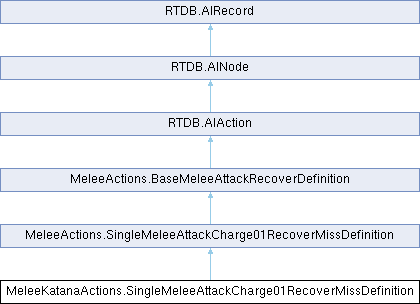 RTDB.AIRecord
RTDB.AINode
RTDB.AIAction
MeleeActions.BaseMeleeAttackRecoverDefinition
MeleeActions.SingleMeleeAttackCharge01RecoverMissDefinition
MeleeKatanaActions.SingleMeleeAttackCharge01RecoverMissDefinition